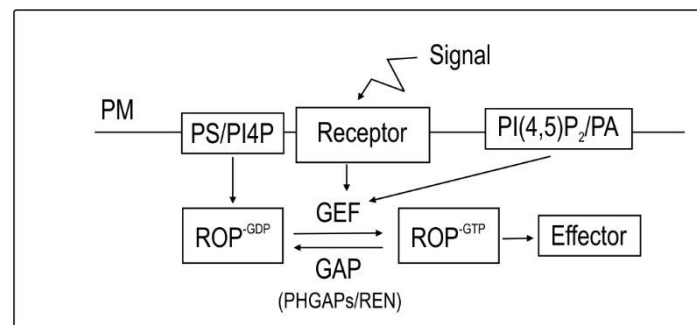 Signal
PM
PS/PI4P
Receptor
PI(4,5)P₂/PA
ROP-GDP
GEF
GAP
(PHGAPs/REN)
ROP-GTP
Effector